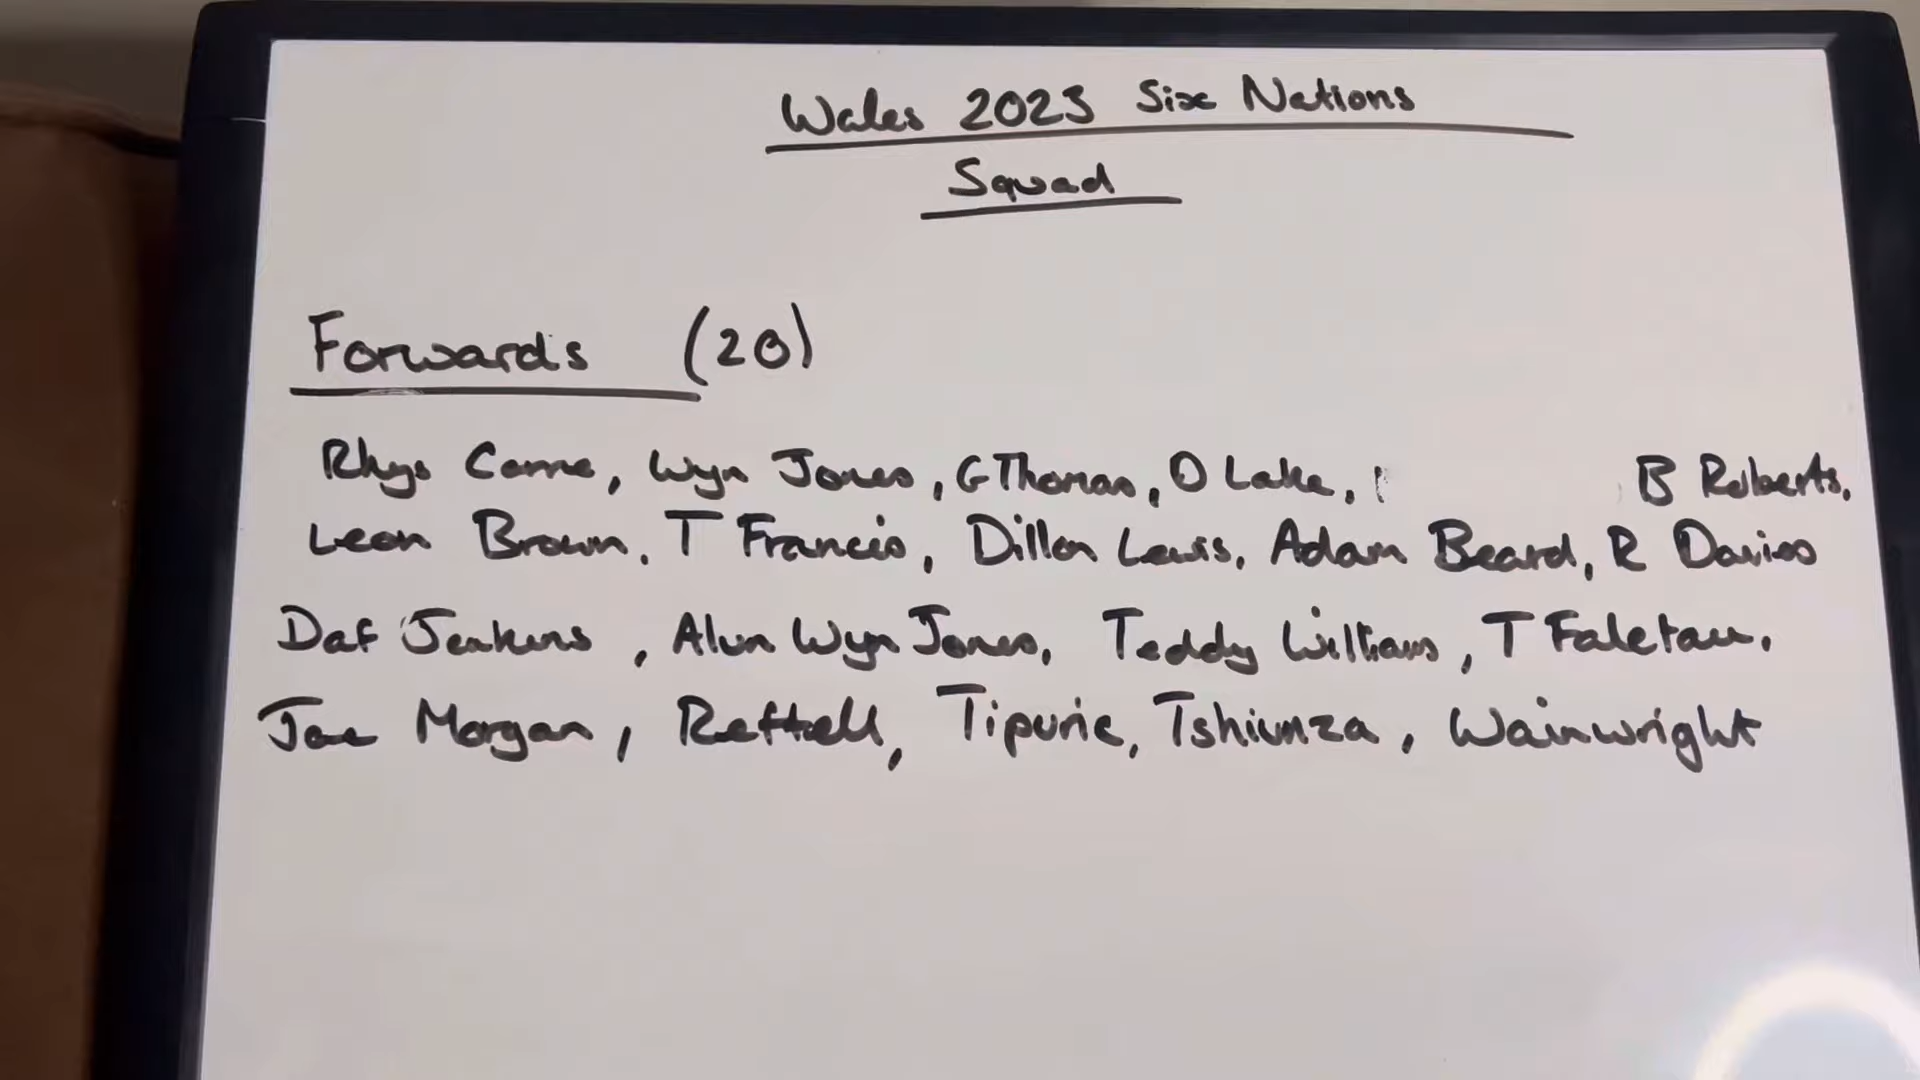 Wales 2023 Six Nations
Squad
Forwards (20)
Rhys Carre, Wyn Jones, G Thomas, D Lake, B Roberts,
Leon Brown, T Francis, Dillon Lewis, Adam Beard, R Davies
Daf Jenkins, Alun Wyn Jones, Teddy Williams, T Faletau,
Jac Morgan, Reffell, Tipuric, Tshiunza, Wainwright